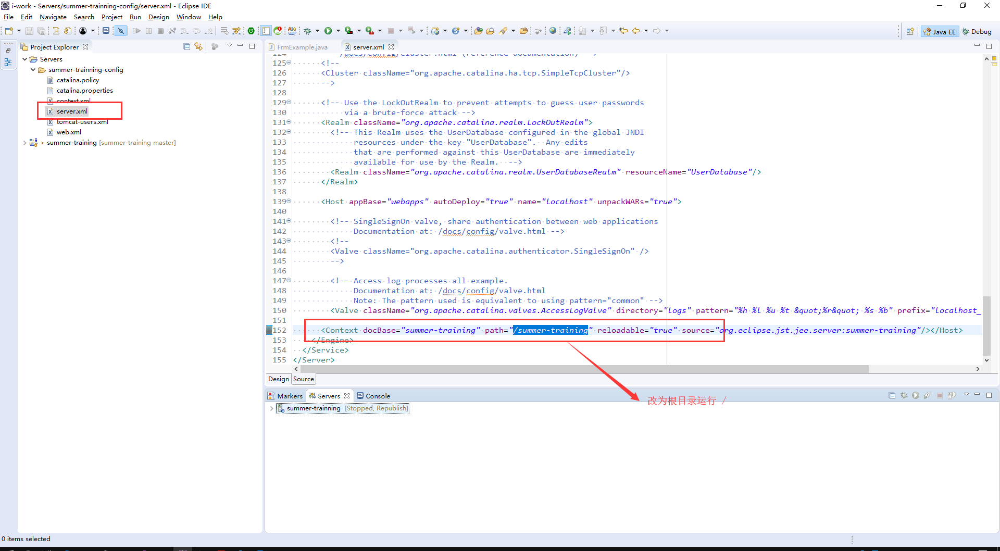 i-work - Servers/summer-trainning-config/server.xml - Eclipse IDE
File Edit Navigate Search Project Run Design Window Help
Java EE Debug
Project Explorer
Servers
summer-trainning-config
catalina.policy
catalina.properties
context.xml
server.xml
tomcat-users.xml
web.xml
> summer-training [summer-training master]
FrmExample.java server.xml
124 /docs/config/cluster.html (reference documentation) -->
125 <!--
126 <Cluster className="org.apache.catalina.ha.tcp.SimpleTcpCluster"/>
127 -->
128
129 <!-- Use the LockOutRealm to prevent attempts to guess user passwords
130 via a brute-force attack -->
131 <Realm className="org.apache.catalina.realm.LockOutRealm">
132 <!-- This Realm uses the UserDatabase configured in the global JNDI
133 resources under the key "UserDatabase". Any edits
134 that are performed against this UserDatabase are immediately
135 available for use by the Realm. -->
136 <Realm className="org.apache.catalina.realm.UserDatabaseRealm" resourceName="UserDatabase"/>
137 </Realm>
138
139 <Host appBase="webapps" autoDeploy="true" name="localhost" unpackWARs="true">
140
141 <!-- SingleSignOn valve, share authentication between web applications
142 Documentation at: /docs/config/valve.html -->
143 <!--
144 <Valve className="org.apache.catalina.authenticator.SingleSignOn" />
145 -->
146
147 <!-- Access log processes all example.
148 Documentation at: /docs/config/valve.html
149 Note: The pattern used is equivalent to using pattern="common" -->
150 <Valve className="org.apache.catalina.valves.AccessLogValve" directory="logs" pattern="%h %l %u %t &quot;%r&quot; %s %b" prefix="localhost_
151
152 <Context docBase="summer-training" path="/summer-training" reloadable="true" source="org.eclipse.jst.jee.server:summer-training"/></Host>
153 </Engine>
154 </Service>
155 </Server>
Design Source
Markers Servers Console
summer-trainning [Stopped, Republish]
改为根目录运行 /
0 items selected